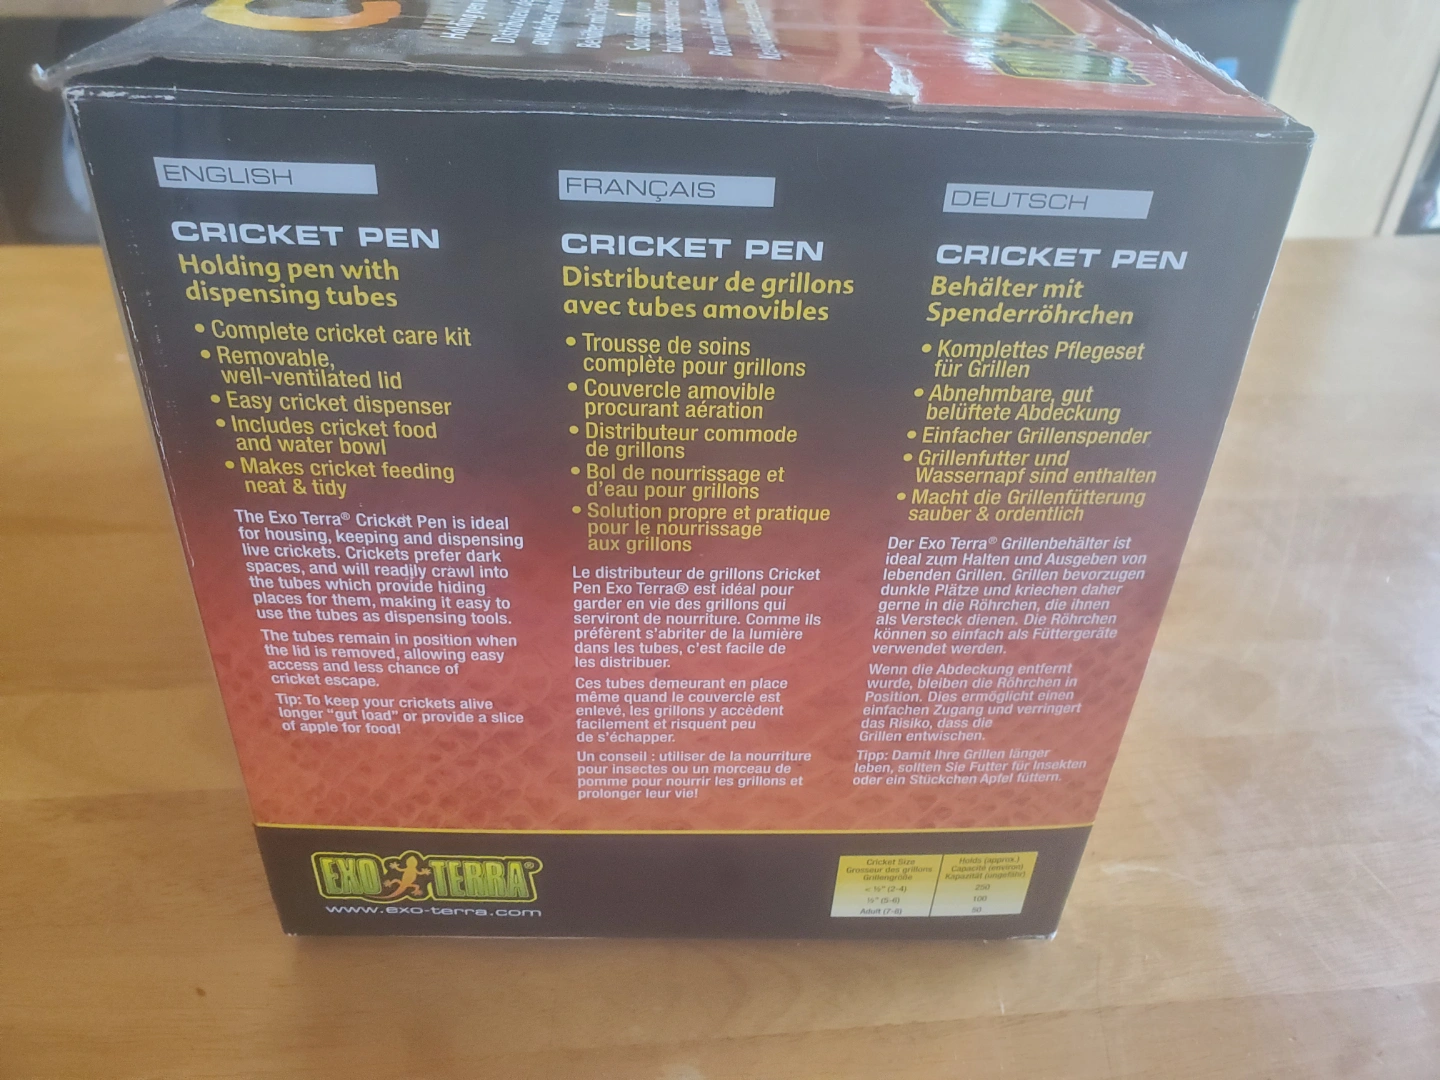 ENGLISH
CRICKET PEN
Holding pen with
dispensing tubes
• Complete cricket care kit
• Removable,
well-ventilated lid
• Easy cricket dispenser
• Includes cricket food
and water bowl
• Makes cricket feeding
neat & tidy
The Exo Terra® Cricket Pen is ideal
for housing, keeping and dispensing
live crickets. Crickets prefer dark
spaces, and will readily crawl into
the tubes which provide hiding
places for them, making it easy to
use the tubes as dispensing tools.
The tubes remain in position when
the lid is removed, allowing easy
access and less chance of
cricket escape.
Tip: To keep your crickets alive
longer "gut load" or provide a slice
of apple for food!
FRANÇAIS
CRICKET PEN
Distributeur de grillons
avec tubes amovibles
• Trousse de soins
complète pour grillons
• Couvercle amovible
procurant aération
• Distributeur commode
de grillons
• Bol de nourrissage et
d'eau pour grillons
• Solution propre et pratique
pour le nourrissage
aux grillons
Le distributeur de grillons Cricket
Pen Exo Terra® est idéal pour
garder en vie des grillons qui
serviront de nourriture. Comme ils
préfèrent s'abriter de la lumière
dans les tubes, c'est facile de
les distribuer.
Ces tubes demeurant en place
même quand le couvercle est
enlevé, les grillons y accèdent
facilement et risquent peu
de s'échapper.
Un conseil : utiliser de la nourriture
pour insectes ou un morceau de
pomme pour nourrir les grillons et
prolonger leur vie!
DEUTSCH
CRICKET PEN
Behälter mit
Spenderröhrchen
• Komplettes Pflegeset
für Grillen
• Abnehmbare, gut
belüftete Abdeckung
• Einfacher Grillenspender
• Grillenfutter und
Wassernapf sind enthalten
• Macht die Grillenfütterung
sauber & ordentlich
Der Exo Terra® Grillenbehälter ist
ideal zum Halten und Ausgeben von
lebenden Grillen. Grillen bevorzugen
dunkle Plätze und kriechen daher
gerne in die Röhrchen, die ihnen
als Versteck dienen. Die Röhrchen
können so einfach als Füttergeräte
verwendet werden.
Wenn die Abdeckung entfernt
wurde, bleiben die Röhrchen in
Position. Dies ermöglicht einen
einfachen Zugang und verringert
das Risiko, dass die
Grillen entwischen.
Tipp: Damit Ihre Grillen länger
leben, sollten Sie Futter für Insekten
oder ein Stückchen Apfel füttern.
EXO TERRA®
www.exo-terra.com
Cricket Size
Grosseur des grillons
Grillengröße
Holds (approx.)
Capacité (environ)
Kapazität (ungefähr)
(2-4) 250
(5-6) 100
Adult (7-8) 50